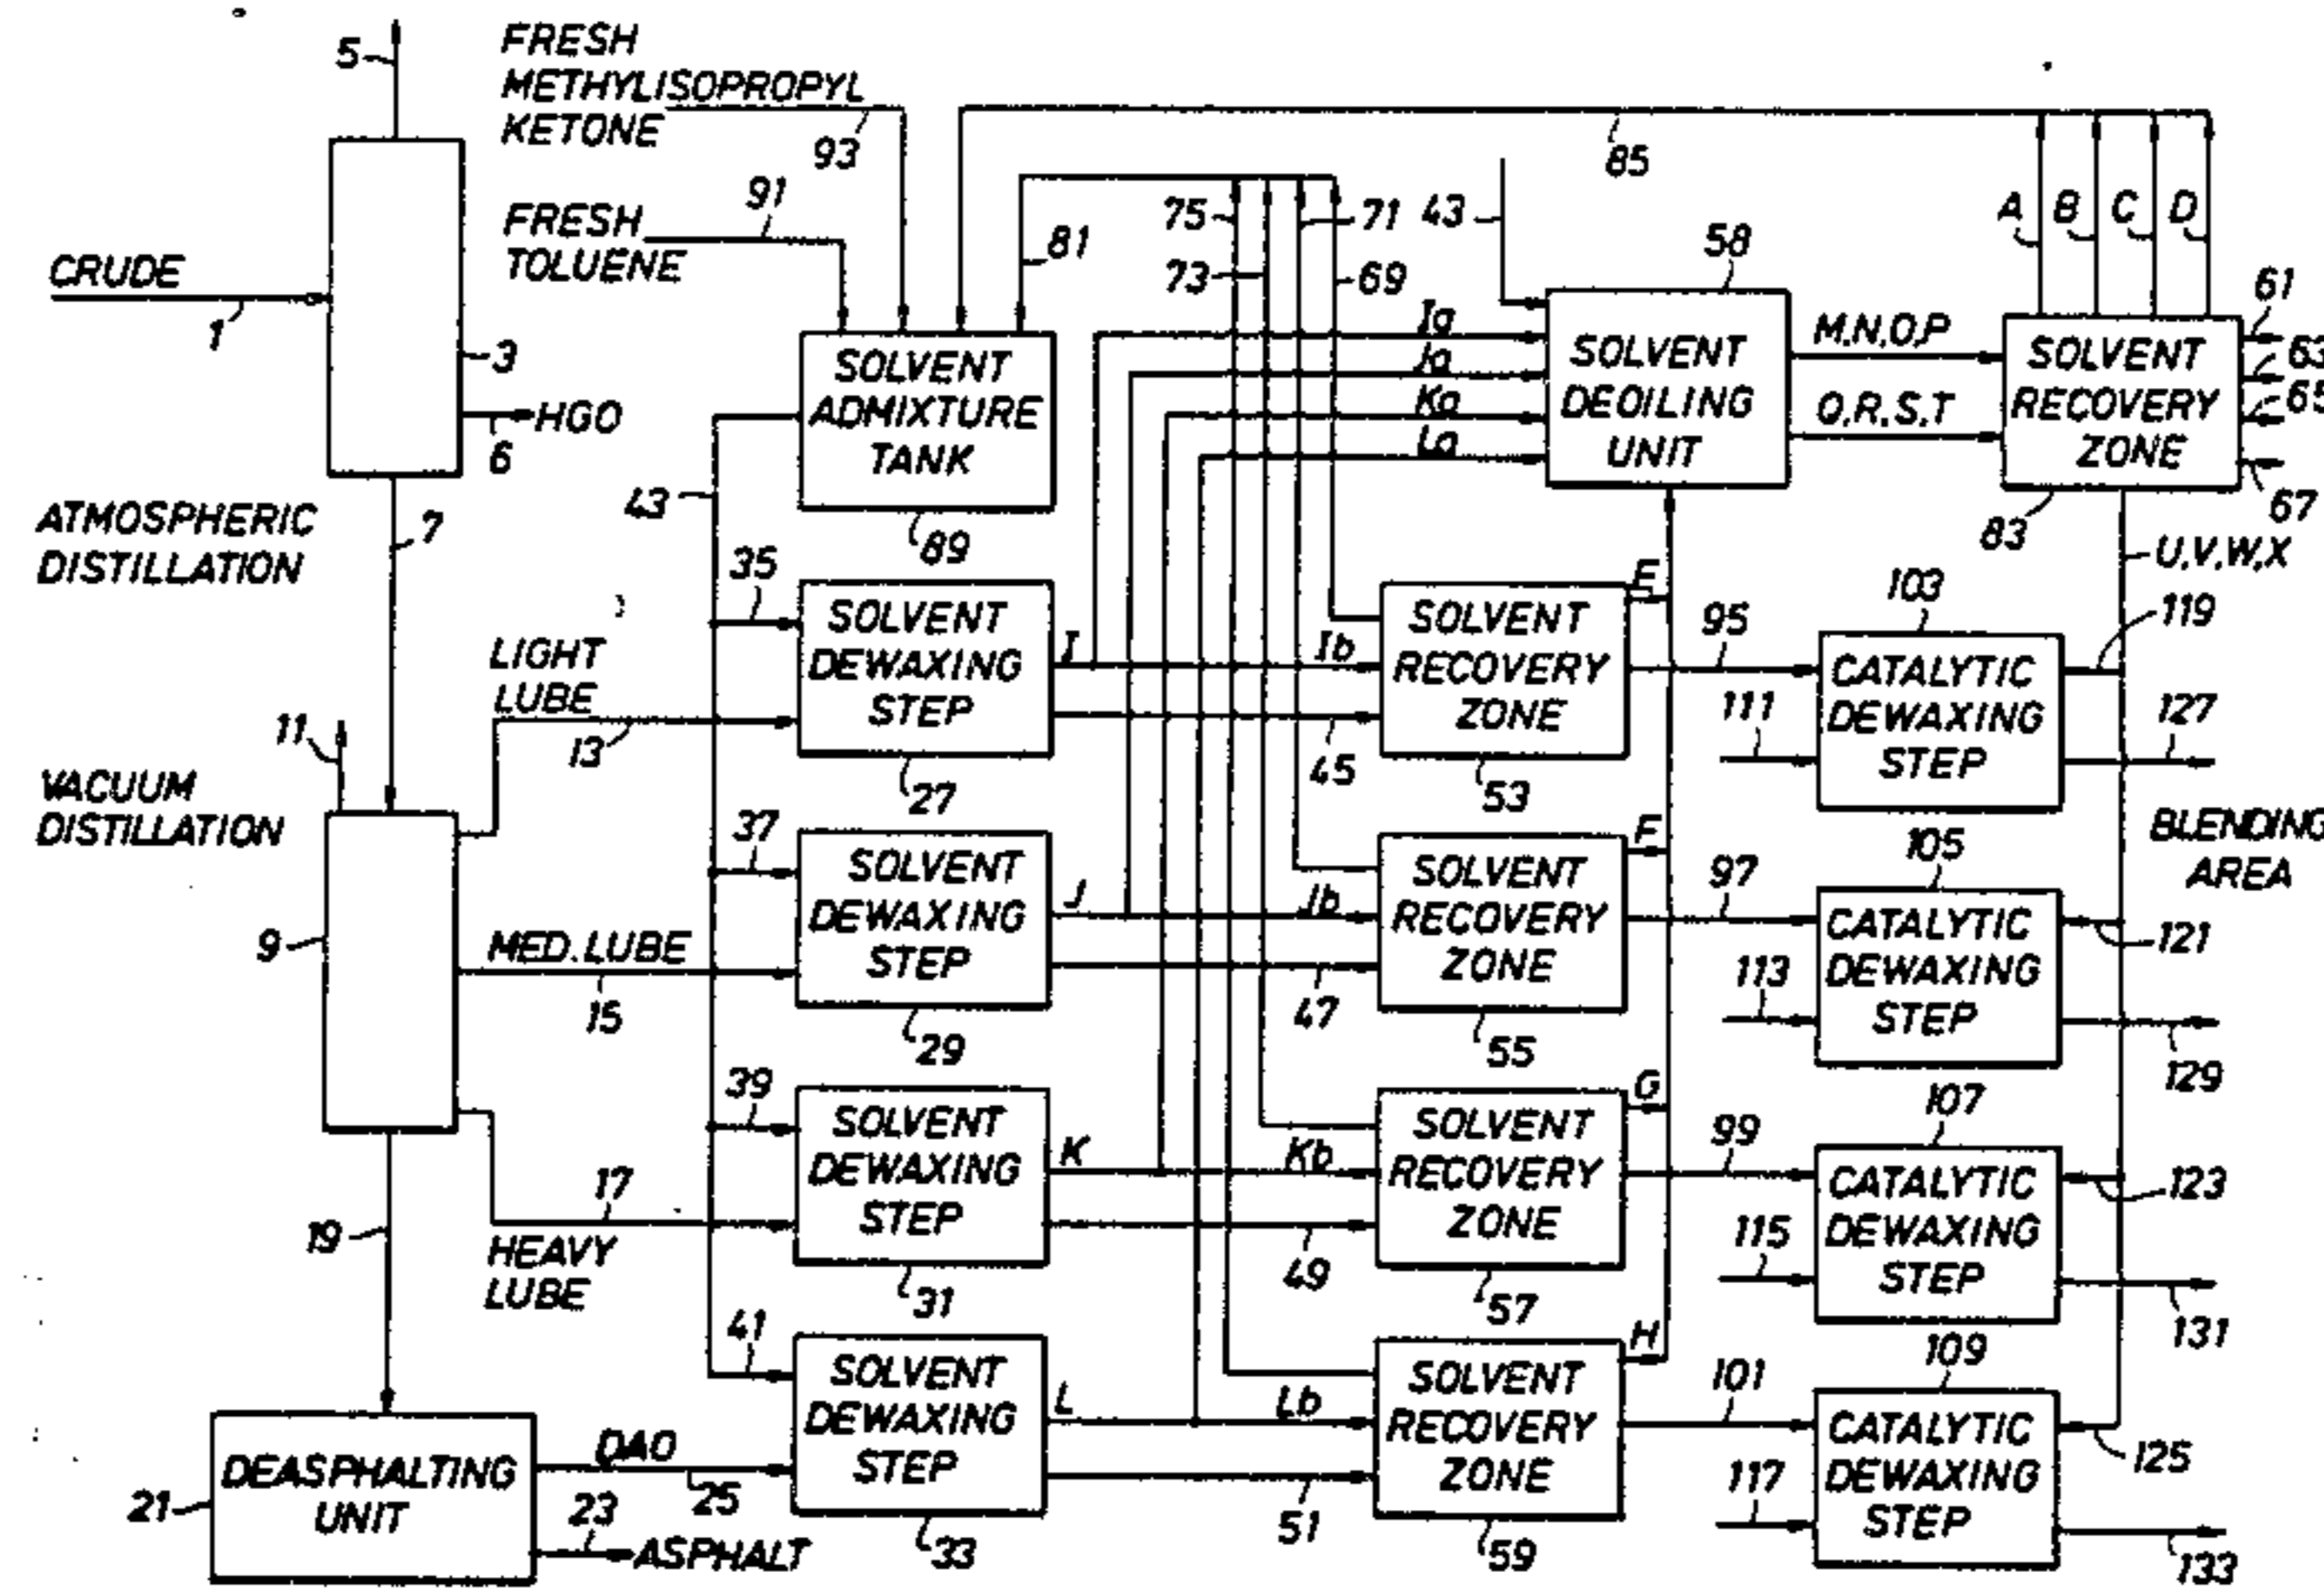 5
FRESH
METHYLISOPROPYL
KETONE
93
85
91
FRESH
TOLUENE
81
75
73
71
69
43
58
A
B
C
D
CRUDE
1
3
HGO
6
SOLVENT
ADMIXTURE
TANK
89
Ia
Ja
Ka
La
SOLVENT
DEOILING
UNIT
M,N,O,P
Q,R,S,T
SOLVENT
RECOVERY
ZONE
61
63
65
67
83
U,V,W,X
ATMOSPHERIC
DISTILLATION
7
43
35
LIGHT
LUBE
13
SOLVENT
DEWAXING
STEP
27
I
Ib
45
SOLVENT
RECOVERY
ZONE
53
E
95
103
CATALYTIC
DEWAXING
STEP
111
119
127
11
VACUUM
DISTILLATION
9
37
MED. LUBE
15
SOLVENT
DEWAXING
STEP
29
J
Jb
47
SOLVENT
RECOVERY
ZONE
55
F
97
105
CATALYTIC
DEWAXING
STEP
113
121
129
BLENDING
AREA
39
17
HEAVY
LUBE
SOLVENT
DEWAXING
STEP
31
K
Kb
49
SOLVENT
RECOVERY
ZONE
57
G
99
107
CATALYTIC
DEWAXING
STEP
115
123
131
19
41
DEASPHALTING
UNIT
21
DAO
25
23
ASPHALT
SOLVENT
DEWAXING
STEP
33
L
Lb
51
SOLVENT
RECOVERY
ZONE
59
H
101
109
CATALYTIC
DEWAXING
STEP
117
125
133